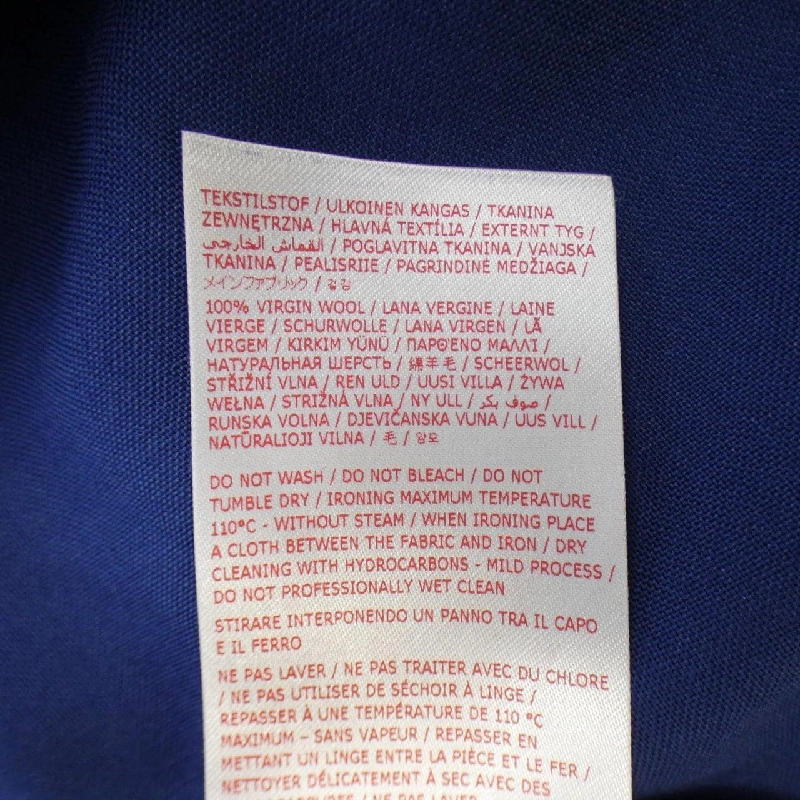 TEKSTILSTOF / ULKOINEN KANGAS / TKANINA
ZEWNĘTRZNA / HLAVNÁ TEXTÍLIA / EXTERNT TYG /
القماش الخارجي / POGLAVITNA TKANINA / VANJSKA
TKANINA / PEALISRIIE / PAGRINDINĖ MEDŽIAGA /
メインファブリック / 겉감
100% VIRGIN WOOL / LANA VERGINE / LAINE
VIERGE / SCHURWOLLE / LANA VIRGEN / LÃ
VIRGEM / KIRKIM YÜNÜ / ΠΑΡΘΈΝΟ ΜΑΛΛΊ /
НАТУРАЛЬНАЯ ШЕРСТЬ / 綿羊毛 / SCHEERWOL /
STŘIŽNÍ VLNA / REN ULD / UUSI VILLA / ŻYWA
WEŁNA / STRIŽNÁ VLNA / NY ULL / صوف بكر /
RUNSKA VOLNA / DJEVIČANSKA VUNA / UUS VILL /
NATŪRALIOJI VILNA / 毛 / 양모
DO NOT WASH / DO NOT BLEACH / DO NOT
TUMBLE DRY / IRONING MAXIMUM TEMPERATURE
110°C - WITHOUT STEAM / WHEN IRONING PLACE
A CLOTH BETWEEN THE FABRIC AND IRON / DRY
CLEANING WITH HYDROCARBONS - MILD PROCESS /
DO NOT PROFESSIONALLY WET CLEAN
STIRARE INTERPONENDO UN PANNO TRA IL CAPO
E IL FERRO
NE PAS LAVER / NE PAS TRAITER AVEC DU CHLORE
/ NE PAS UTILISER DE SÉCHOIR À LINGE /
REPASSER À UNE TEMPÉRATURE DE 110 °C
MAXIMUM – SANS VAPEUR / REPASSER EN
METTANT UN LINGE ENTRE LA PIÈCE ET LE FER /
NETTOYER DÉLICATEMENT À SEC AVEC DES
/ NE PAS LAVER